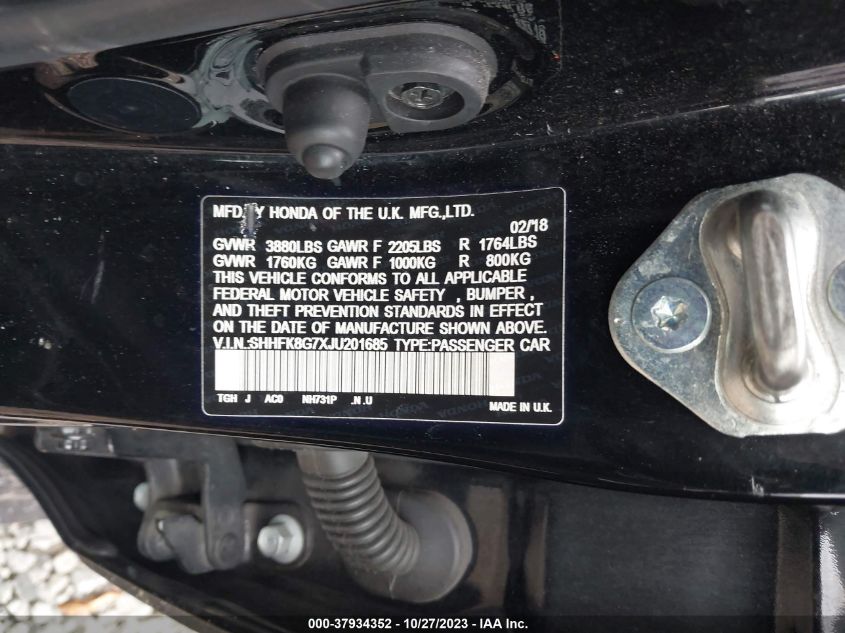 MFD. Y HONDA OF THE U.K. MFG.,LTD.
02/18
GVWR 3880LBS GAWR F 2205LBS R 1764LBS
GVWR 1760KG GAWR F 1000KG R 800KG
THIS VEHICLE CONFORMS TO ALL APPLICABLE
FEDERAL MOTOR VEHICLE SAFETY , BUMPER ,
AND THEFT PREVENTION STANDARDS IN EFFECT
ON THE DATE OF MANUFACTURE SHOWN ABOVE.
V.I.N.:SHHFK8G7XJU201685 TYPE:PASSENGER CAR
TGH J AC0 NH731P .N .U
MADE IN U.K.
000-37934352 - 10/27/2023 - IAA Inc.